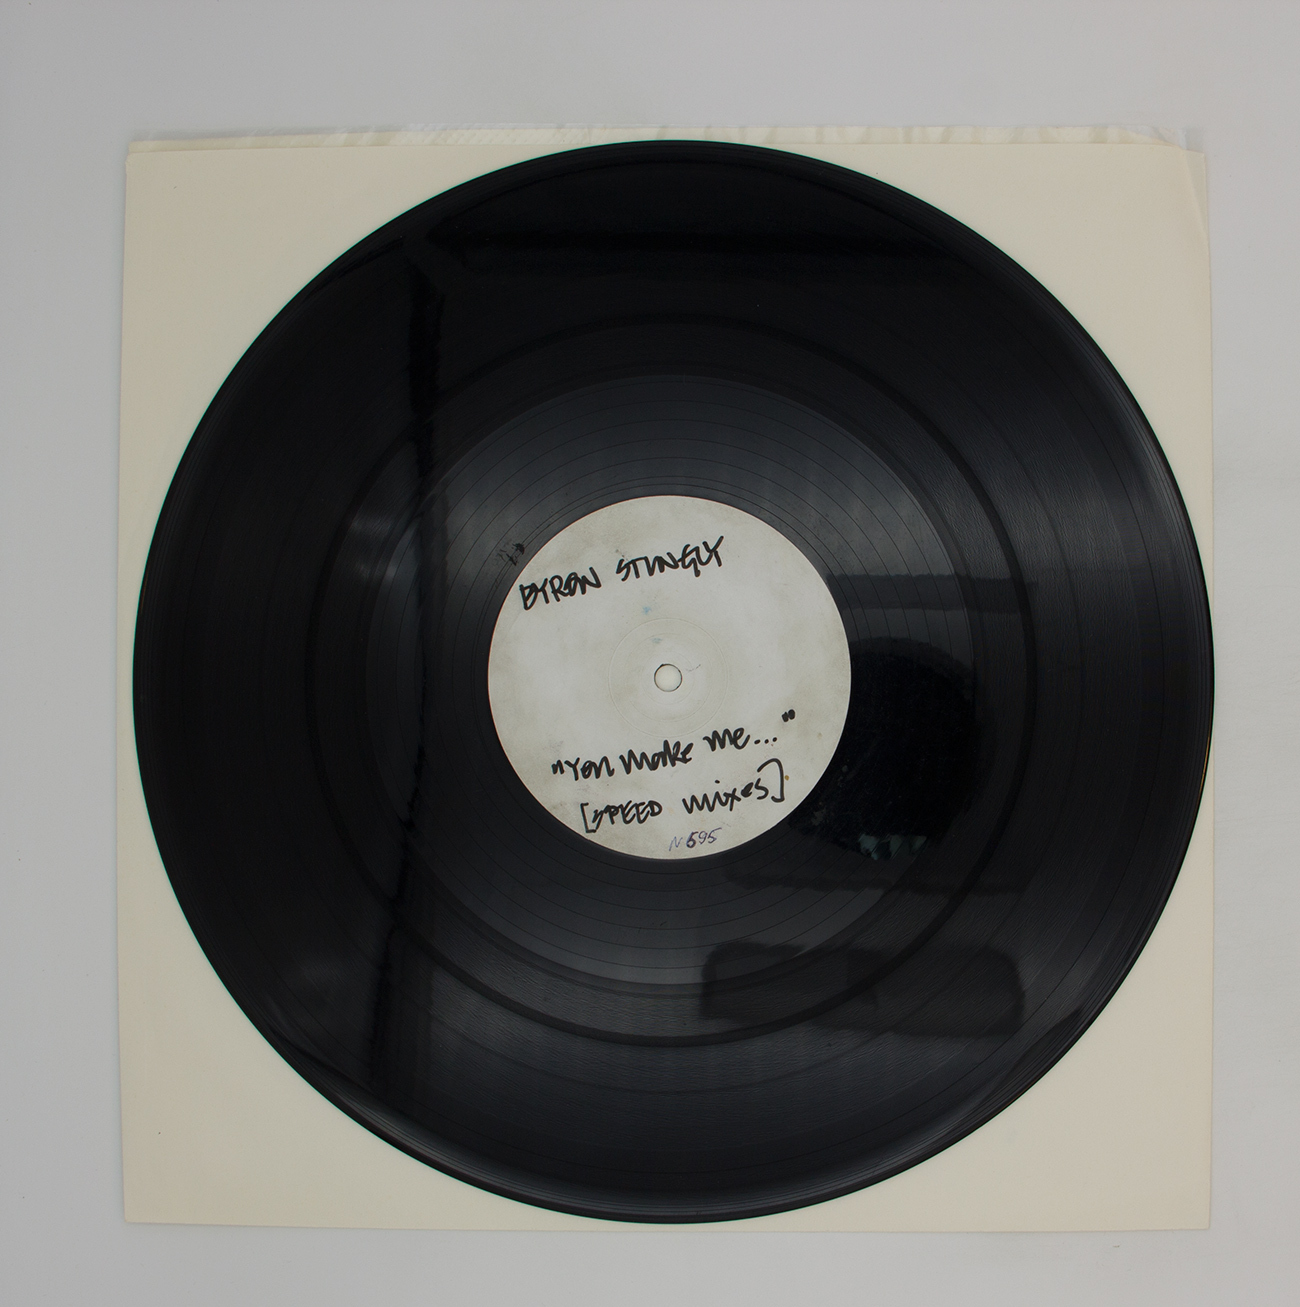 BYRON STINGLY
"You make me..."
[SPEED mixes]
N595